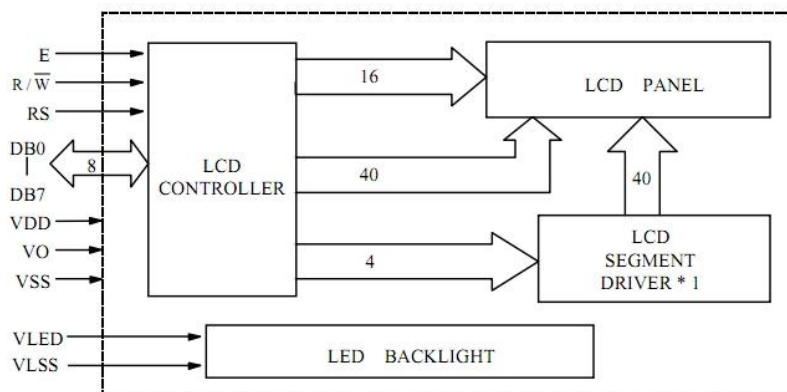 E
R / W̅
RS
DB0
DB7
8
VDD
VO
VSS
VLED
VLSS
LCD
CONTROLLER
16
40
4
LCD PANEL
40
LCD
SEGMENT
DRIVER * 1
LED BACKLIGHT